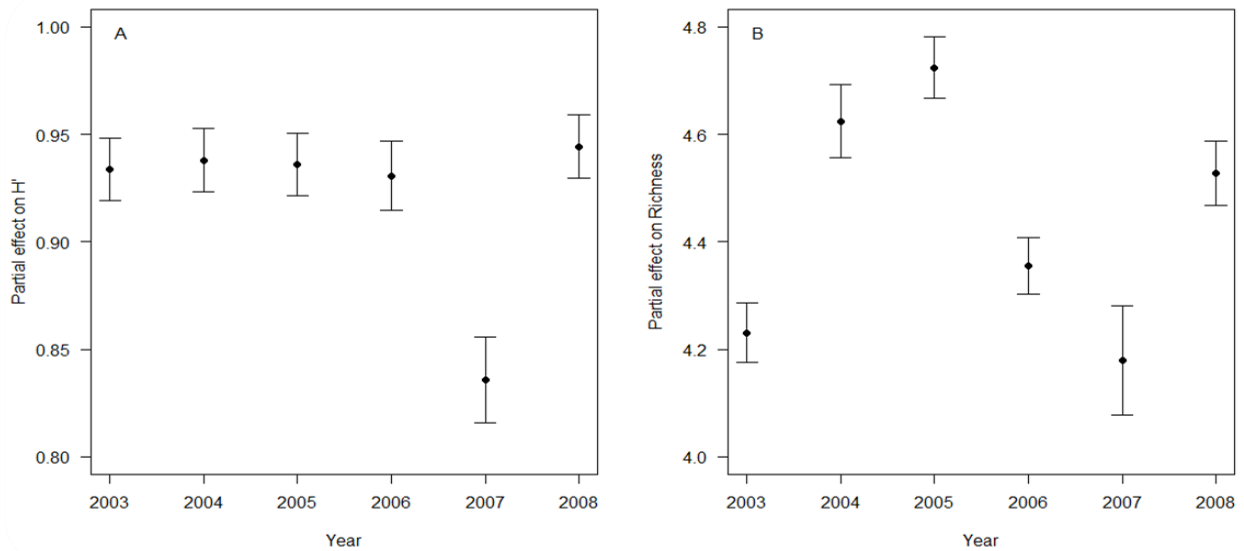 A
Partial effect on H'
1.00
0.95
0.90
0.85
0.80
2003 2004 2005 2006 2007 2008
Year
B
Partial effect on Richness
4.8
4.6
4.4
4.2
4.0
2003 2004 2005 2006 2007 2008
Year